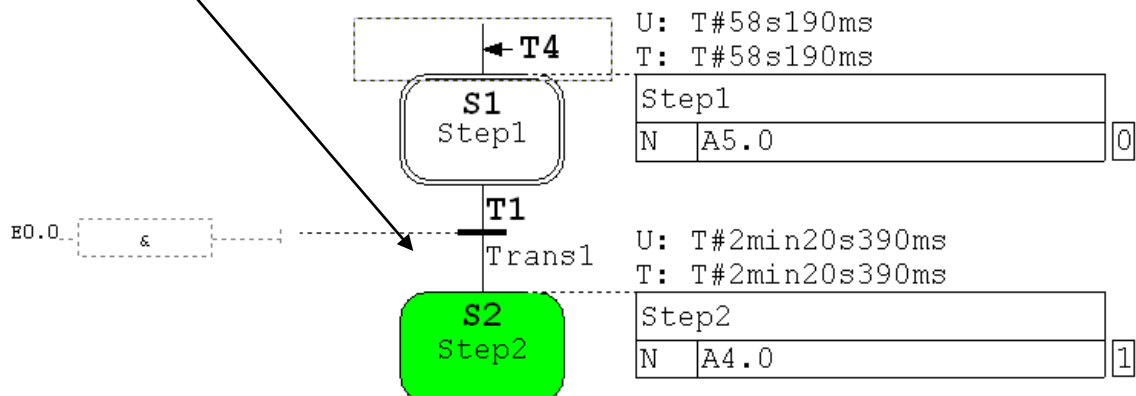 T4
U: T#58s190ms
T: T#58s190ms
S1
Step1
Step1
N A5.0 0
T1
E0.0 &
Trans1
U: T#2min20s390ms
T: T#2min20s390ms
S2
Step2
Step2
N A4.0 1